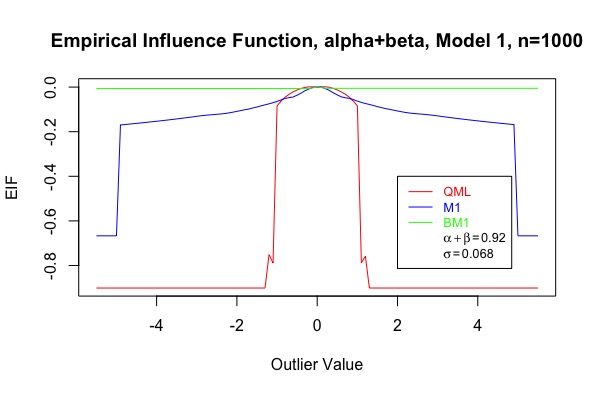 Empirical Influence Function, alpha+beta, Model 1, n=1000
EIF
0.0
-0.2
-0.4
-0.6
-0.8
QML
M1
BM1
α+β=0.92
σ=0.068
-4 -2 0 2 4
Outlier Value